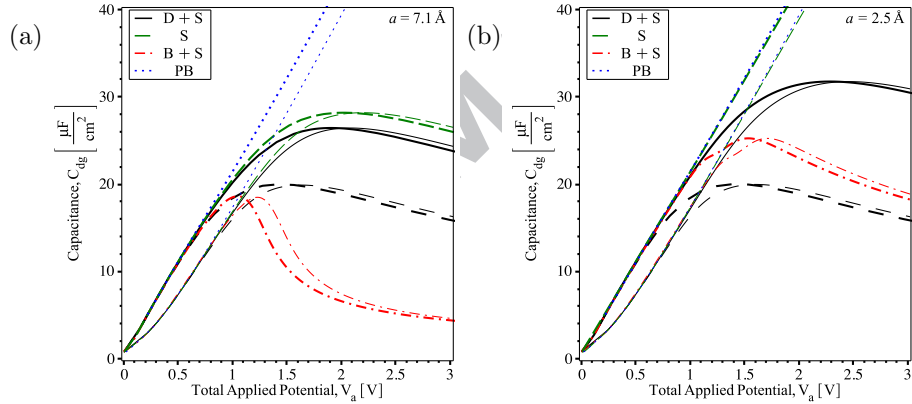 (a)
D + S
S
B + S
PB
a = 7.1 Å
Capacitance, C_dg [μF/cm²]
40
30
20
10
0
0 0.5 1 1.5 2 2.5 3
Total Applied Potential, V_a [V]
(b)
D + S
S
B + S
PB
a = 2.5 Å
Capacitance, C_dg [μF/cm²]
40
30
20
10
0
0 0.5 1 1.5 2 2.5 3
Total Applied Potential, V_a [V]